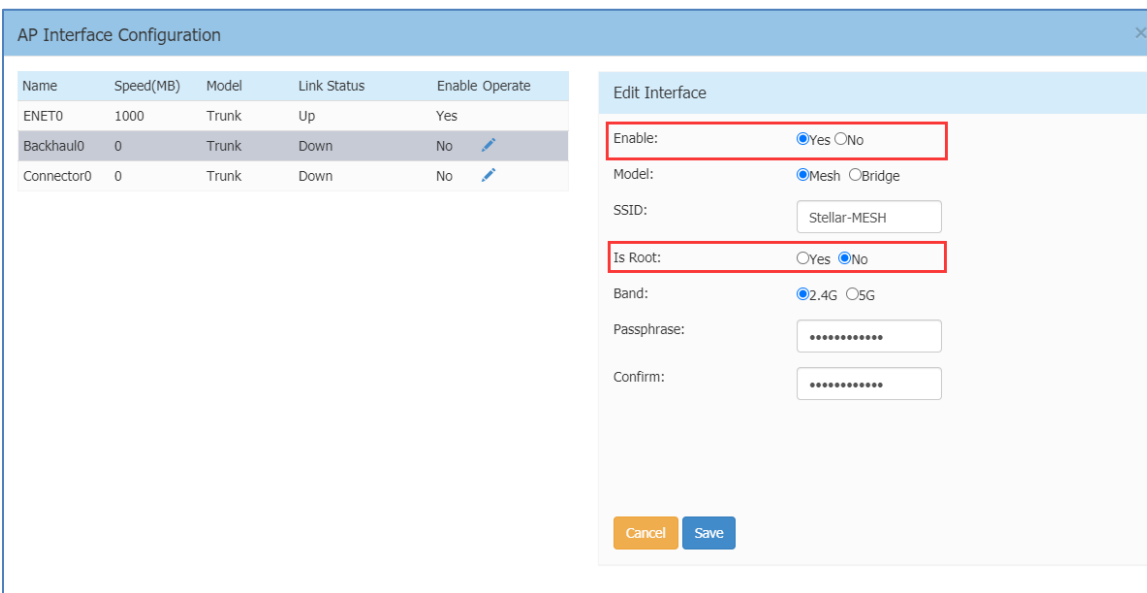 AP Interface Configuration
Name Speed(MB) Model Link Status Enable Operate
ENET0 1000 Trunk Up Yes
Backhaul0 0 Trunk Down No
Connector0 0 Trunk Down No
Edit Interface
Enable: Yes No
Model: Mesh Bridge
SSID: Stellar-MESH
Is Root: Yes No
Band: 2.4G 5G
Passphrase: ••••••••••••
Confirm: ••••••••••••
Cancel Save